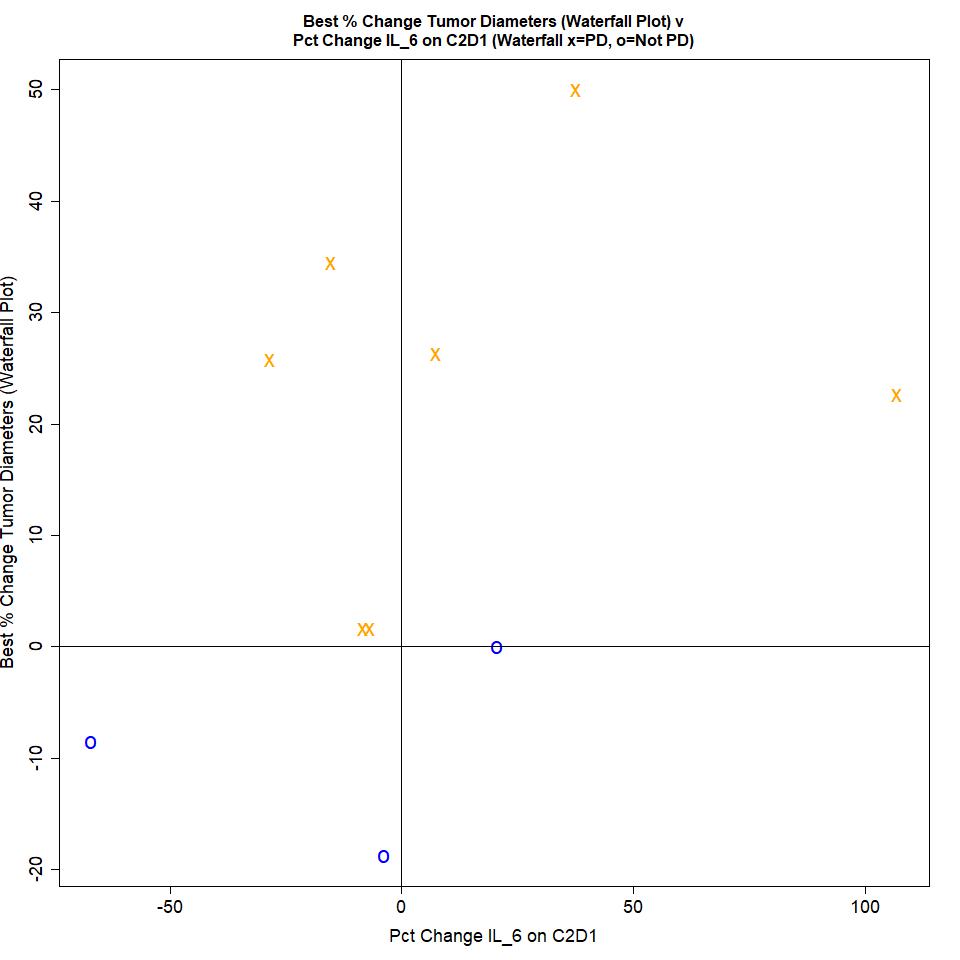 Best % Change Tumor Diameters (Waterfall Plot) v
Pct Change IL_6 on C2D1 (Waterfall x=PD, o=Not PD)
Best % Change Tumor Diameters (Waterfall Plot)
50
40
30
20
10
0
-10
-20
X
X
X
X
X
XX
O
O
O
-50
0
50
100
Pct Change IL_6 on C2D1